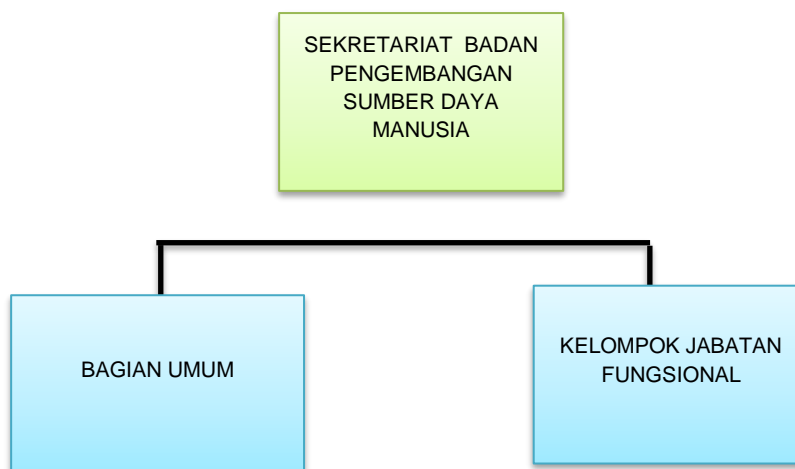 SEKRETARIAT BADAN
PENGEMBANGAN
SUMBER DAYA
MANUSIA
BAGIAN UMUM
KELOMPOK JABATAN
FUNGSIONAL